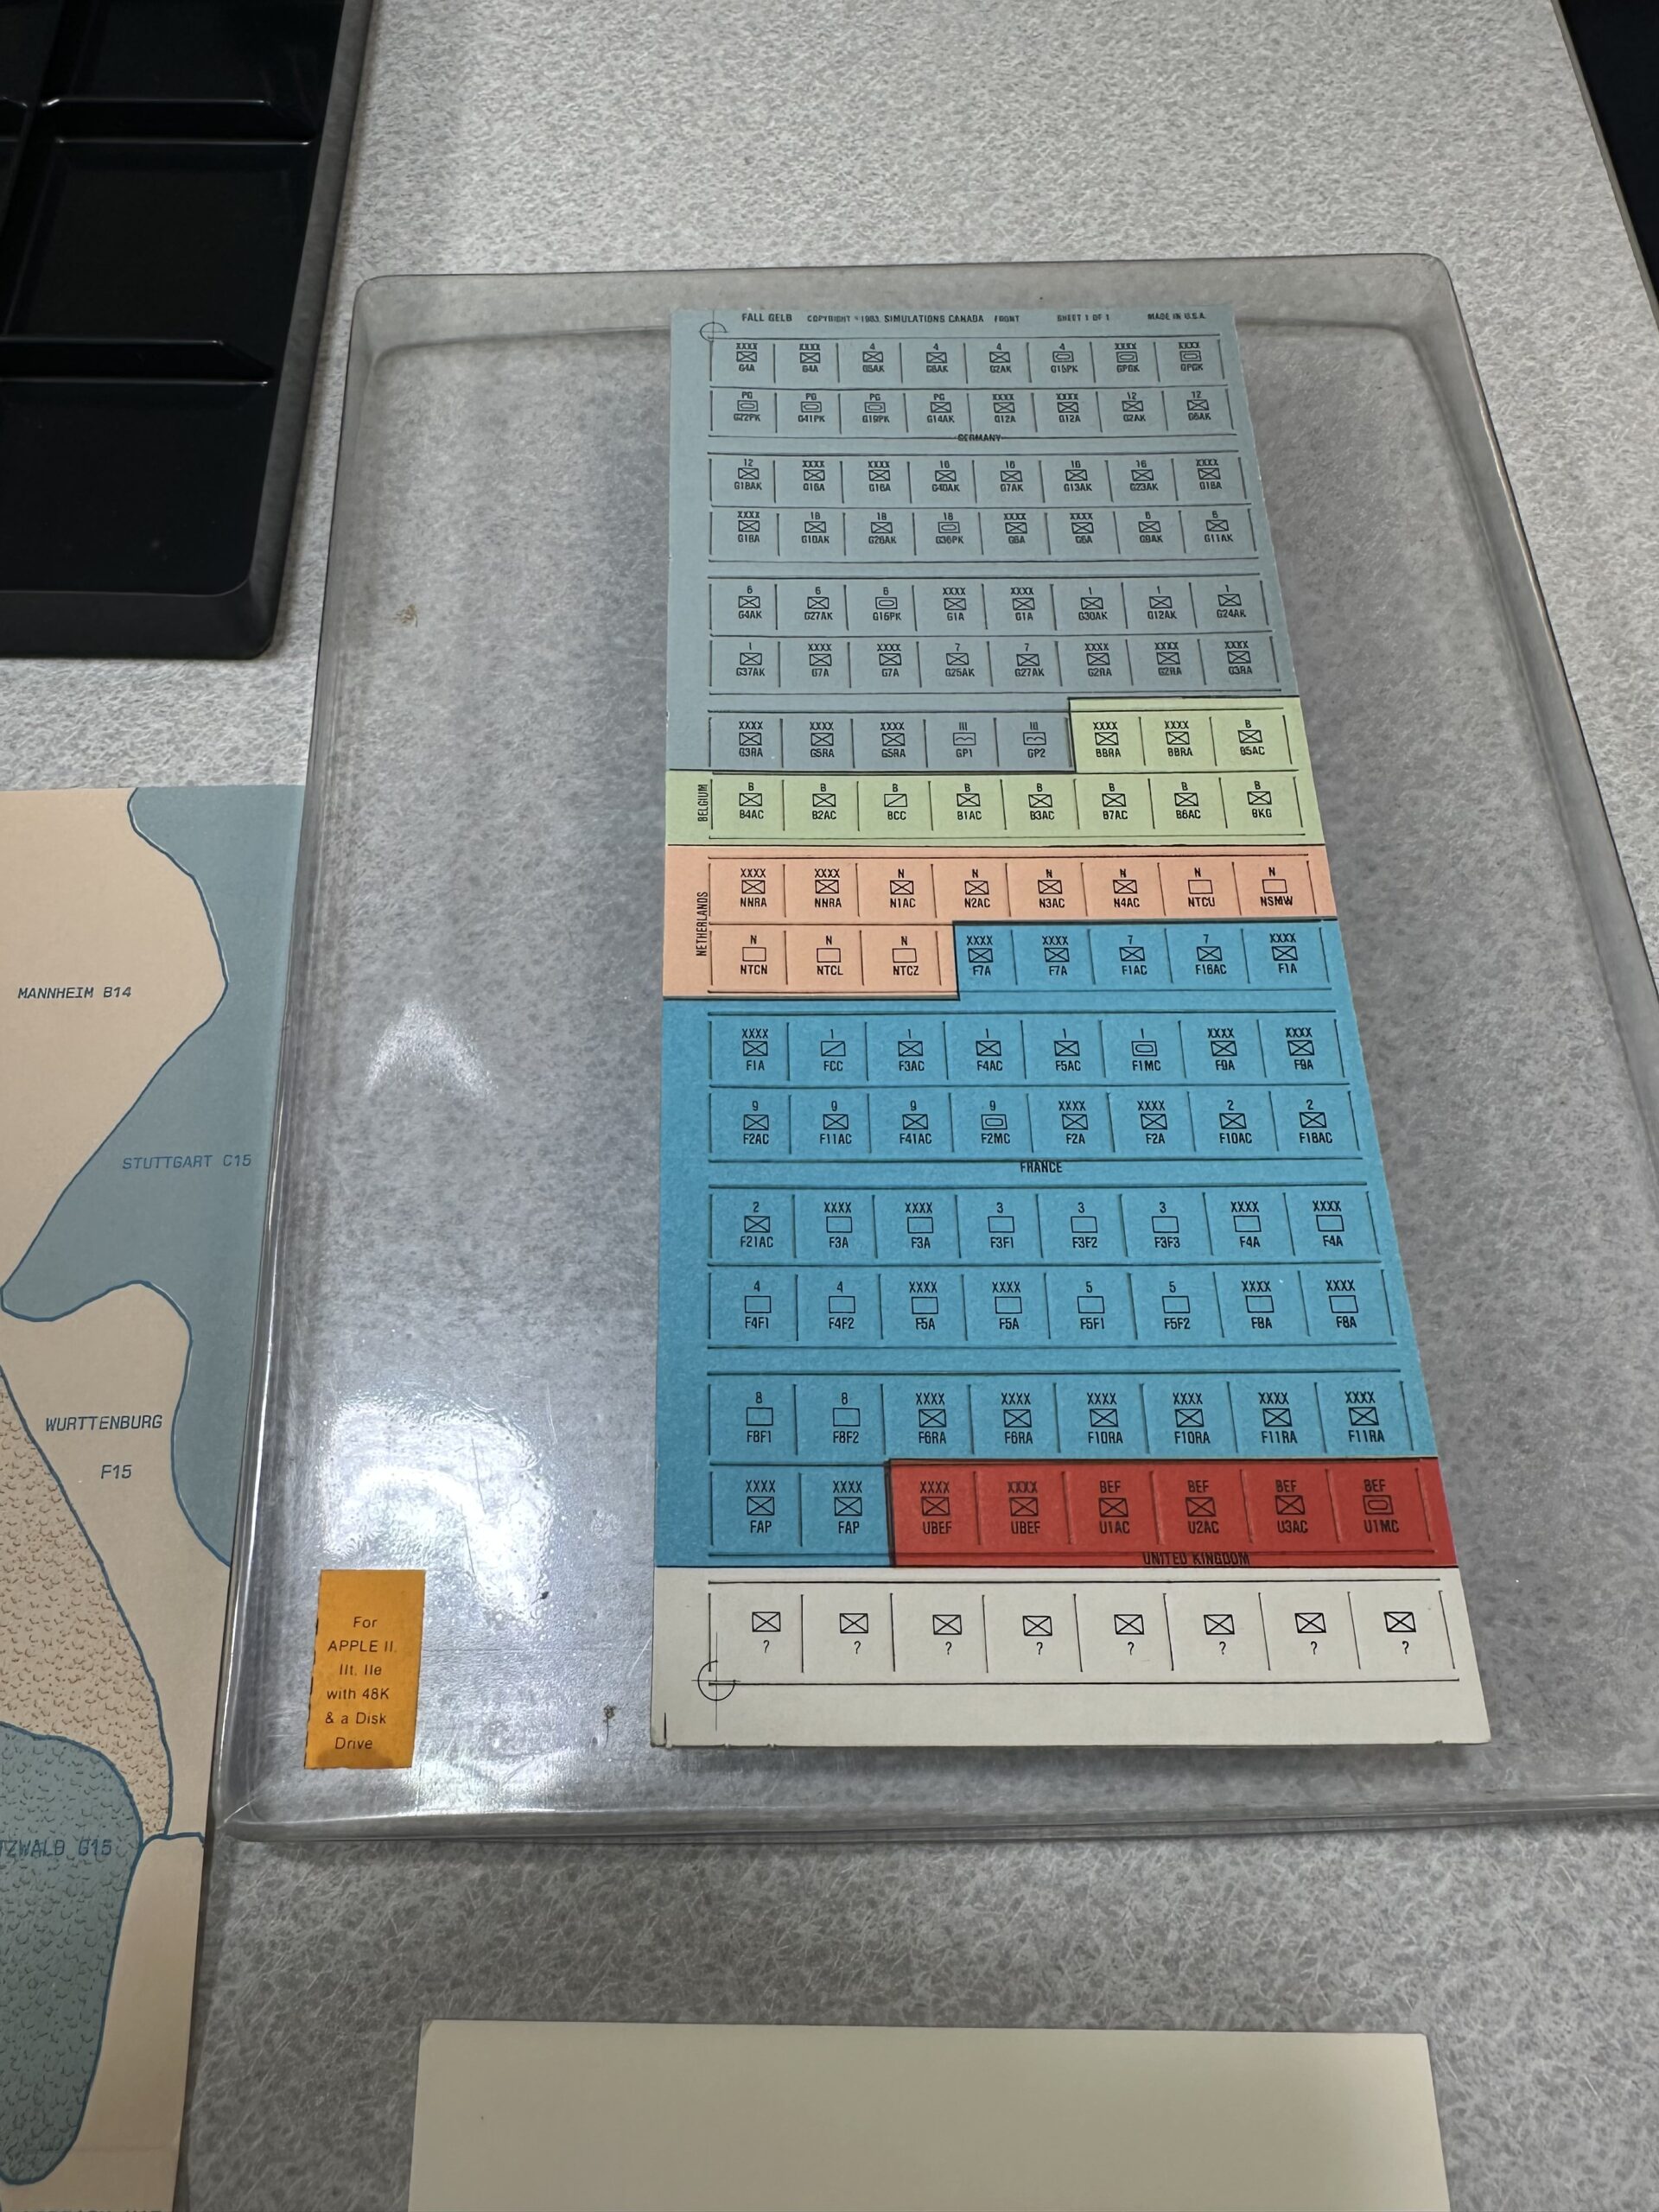 FALL GELB COPYRIGHT ©1983, SIMULATIONS CANADA FRONT SHEET 1 OF 1 MADE IN U.S.A.
XXXX XXXX 4 4 4 4 XXXX XXXX
G4A G4A G5AK G8AK G2AK G15PK GPGK GPGK
PG PG PG PG XXXX XXXX 12 12
G22PK G41PK G19PK G14AK G12A G12A G2AK G6AK
GERMANY
12 XXXX XXXX 16 16 16 16 XXXX
G18AK G16A G16A G40AK G7AK G13AK G23AK G18A
XXXX 18 18 18 XXXX XXXX 6 6
G18A G10AK G26AK G36PK G6A G6A G9AK G11AK
6 6 6 XXXX XXXX 1 1 1
G4AK G27AK G16PK G1A G1A G30AK G12AK G24AK
1 XXXX XXXX 7 7 XXXX XXXX XXXX
G37AK G7A G7A G25AK G27AK G2RA G2RA G3RA
XXXX XXXX XXXX III III XXXX XXXX B
G3RA G5RA G5RA GP1 GP2 BBRA BBRA B5AC
BELGIUM
B B B B B B B B
B4AC B2AC BCC B1AC B3AC B7AC B6AC BKG
NETHERLANDS
XXXX XXXX N N N N N N
NNRA NNRA N1AC N2AC N3AC N4AC NTCU NSMW
N N N XXXX XXXX 7 7 XXXX
NTCN NTCL NTCZ F7A F7A F1AC F16AC F1A
XXXX 1 1 1 1 1 XXXX XXXX
F1A FCC F3AC F4AC F5AC F1MC F9A F9A
9 9 9 9 XXXX XXXX 2 2
F2AC F11AC F41AC F2MC F2A F2A F10AC F18AC
FRANCE
2 XXXX XXXX 3 3 3 XXXX XXXX
F21AC F3A F3A F3F1 F3F2 F3F3 F4A F4A
4 4 XXXX XXXX 5 5 XXXX XXXX
F4F1 F4F2 F5A F5A F5F1 F5F2 F8A F8A
8 8 XXXX XXXX XXXX XXXX XXXX XXXX
F8F1 F8F2 F6RA F6RA F10RA F10RA F11RA F11RA
XXXX XXXX XXXX XXXX BEF BEF BEF BEF
FAP FAP UBEF UBEF U1AC U2AC U3AC U1MC
UNITED KINGDOM
? ? ? ? ? ? ? ?
MANNHEIM B14
STUTTGART C15
WURTTENBURG
F15
G15
For
APPLE II.
IIt. IIe
with 48K
& a Disk
Drive